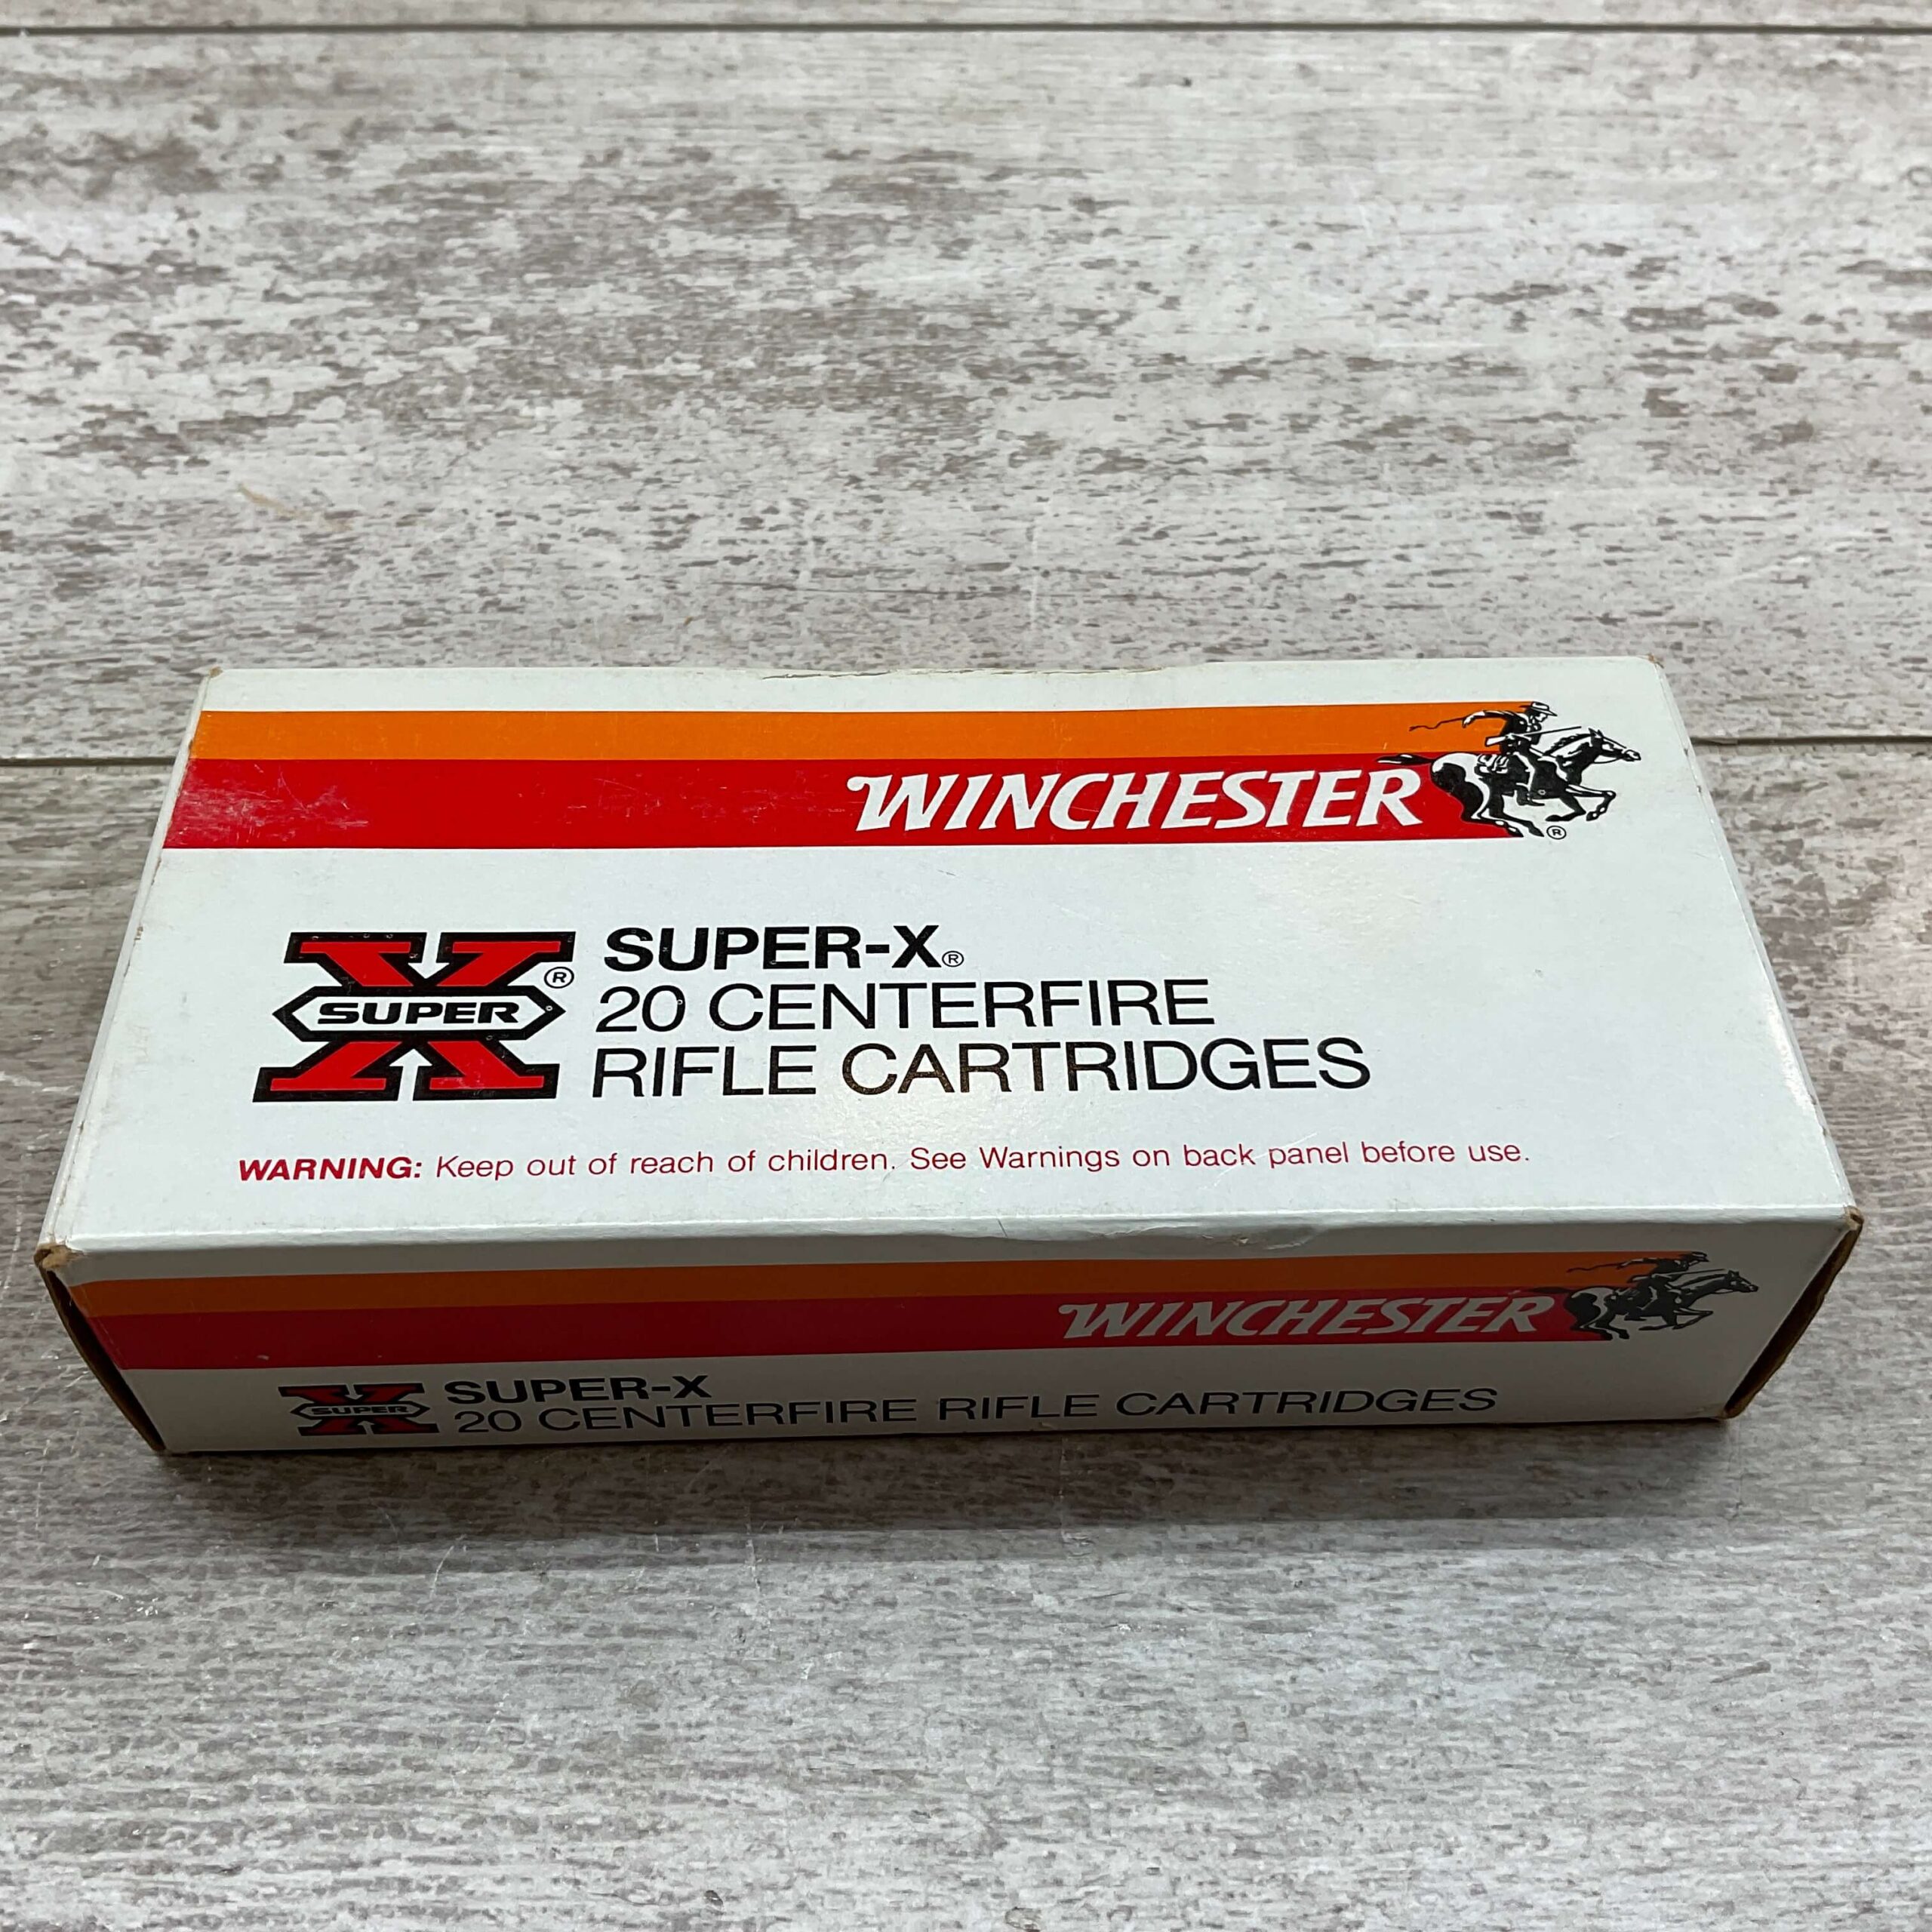 WINCHESTER
®
SUPER ®
SUPER-X®
20 CENTERFIRE
RIFLE CARTRIDGES
WARNING: Keep out of reach of children. See Warnings on back panel before use.
WINCHESTER
SUPER
SUPER-X
20 CENTERFIRE RIFLE CARTRIDGES